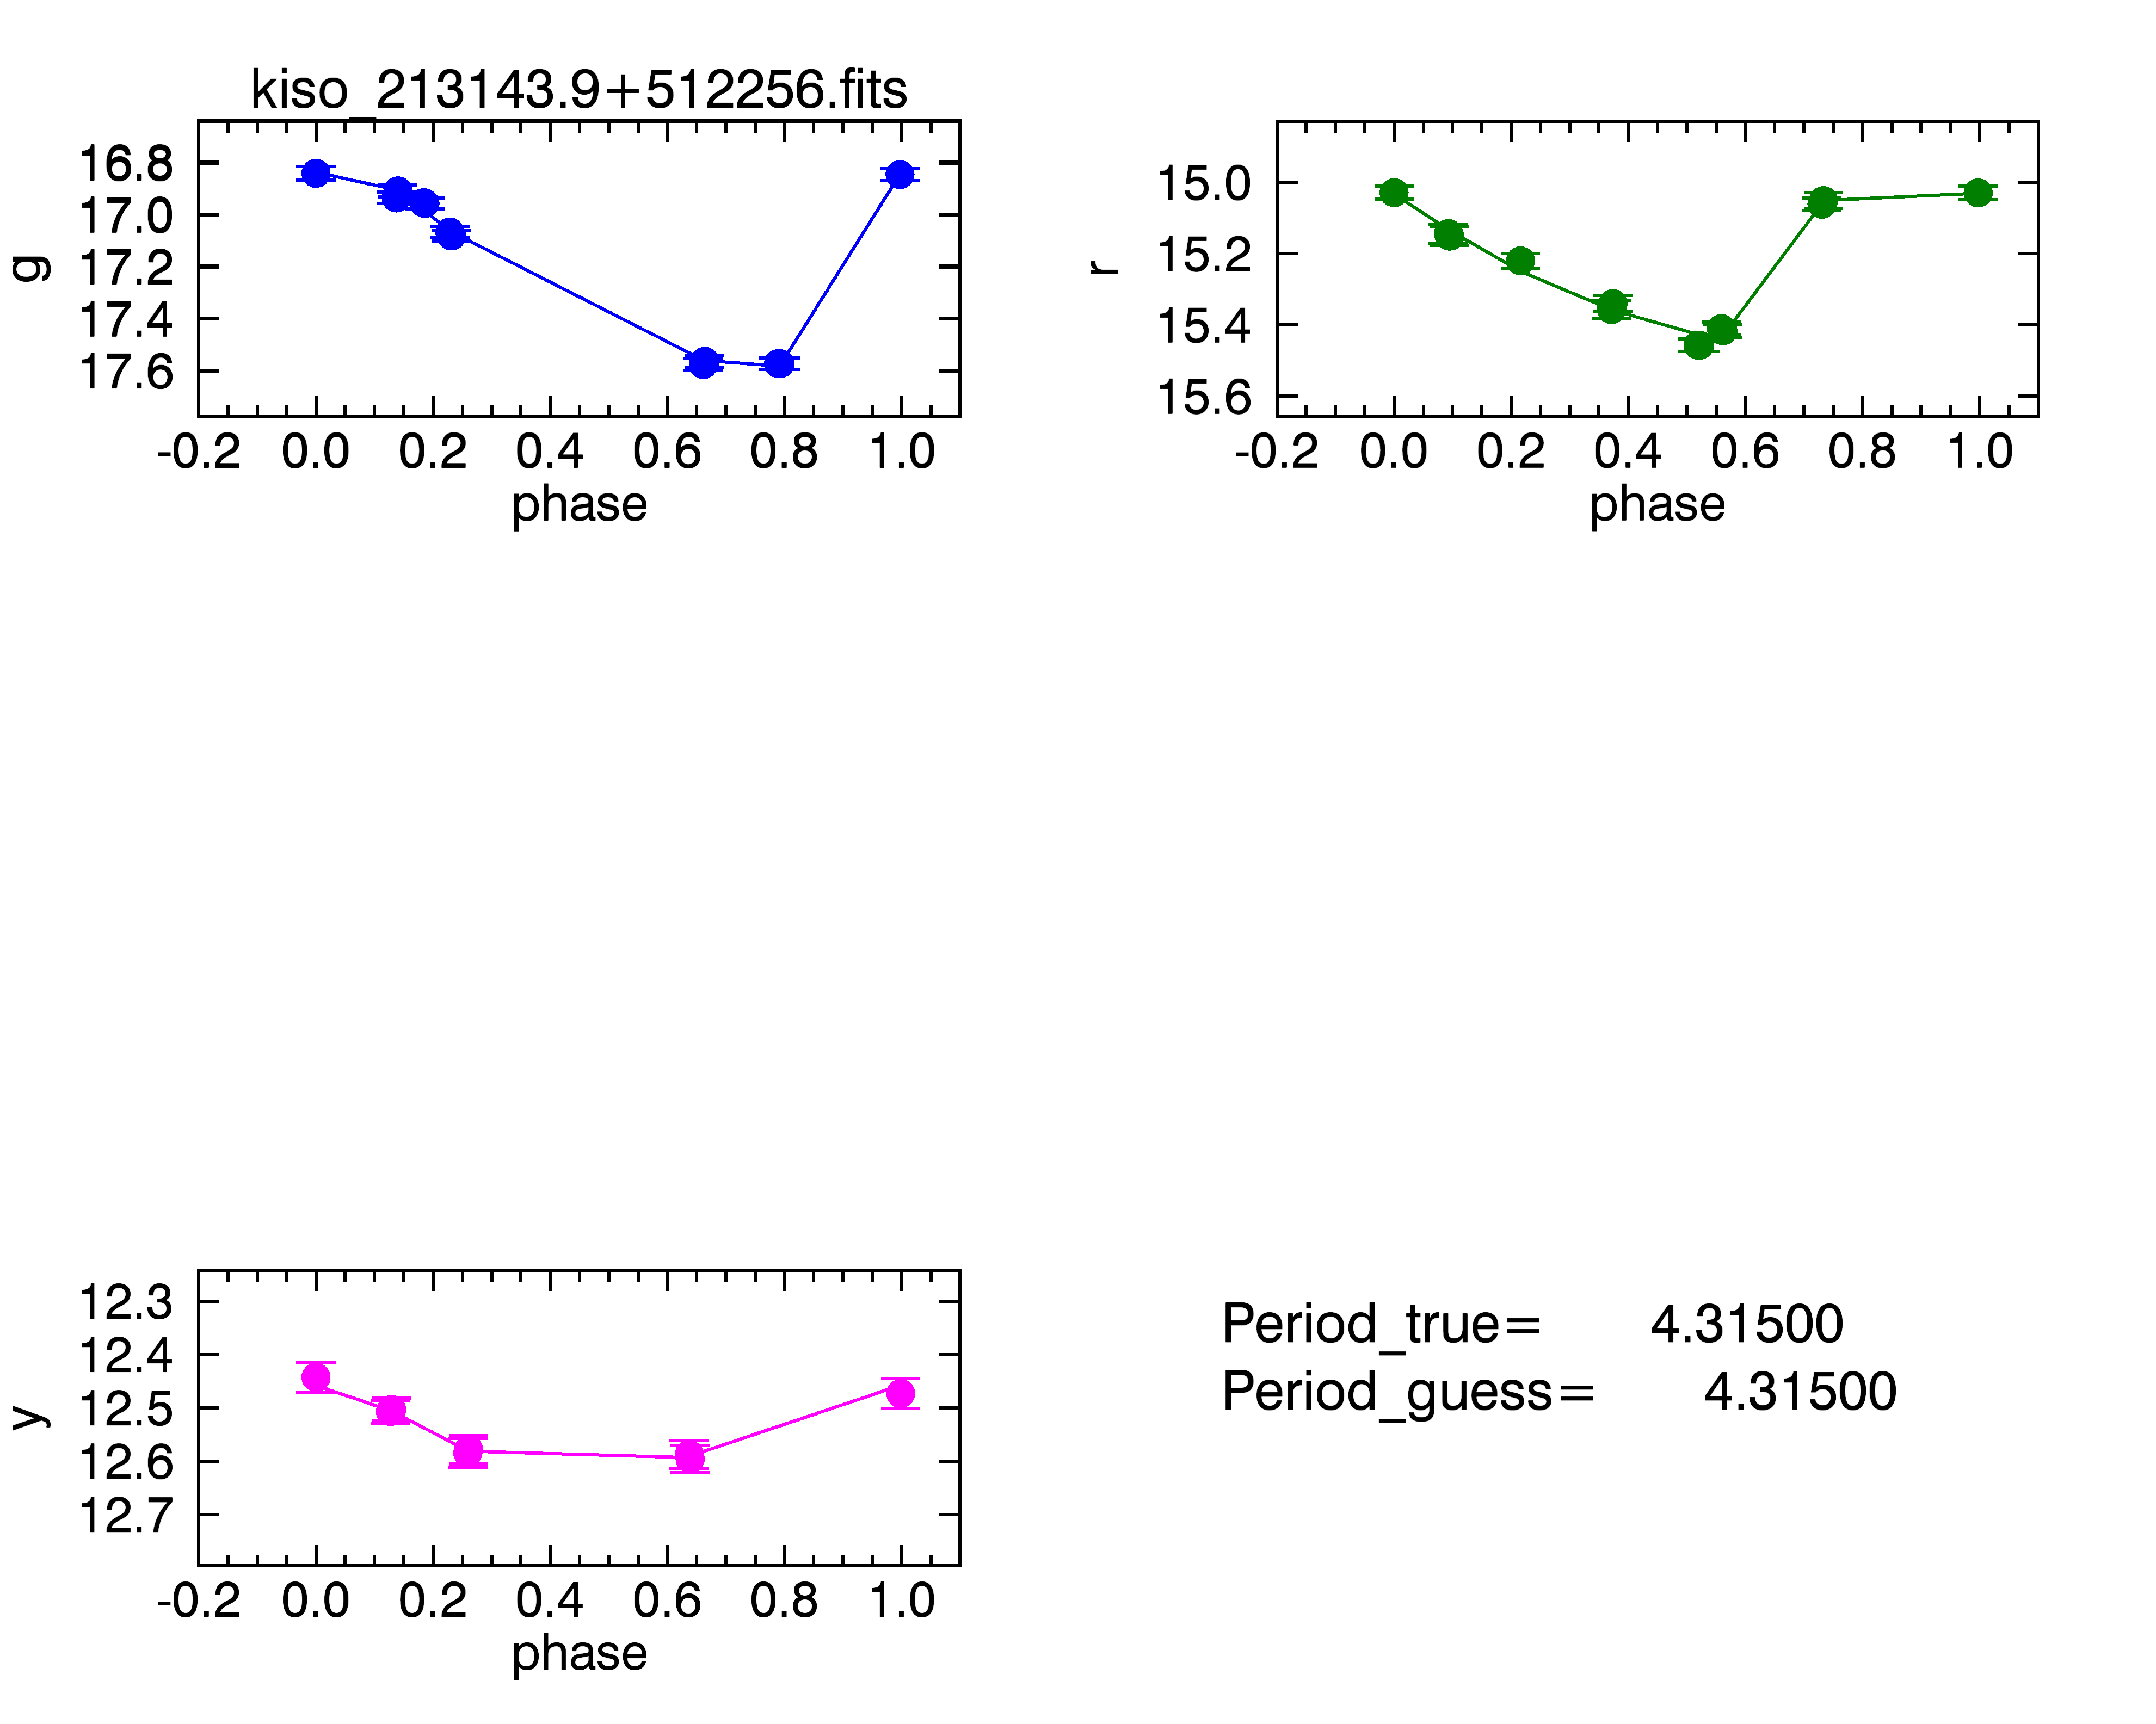 kiso_213143.9+512256.fits
g
16.8
17.0
17.2
17.4
17.6
-0.2 0.0 0.2 0.4 0.6 0.8 1.0
phase
r
15.0
15.2
15.4
15.6
-0.2 0.0 0.2 0.4 0.6 0.8 1.0
phase
y
12.3
12.4
12.5
12.6
12.7
-0.2 0.0 0.2 0.4 0.6 0.8 1.0
phase
Period_true= 4.31500
Period_guess= 4.31500